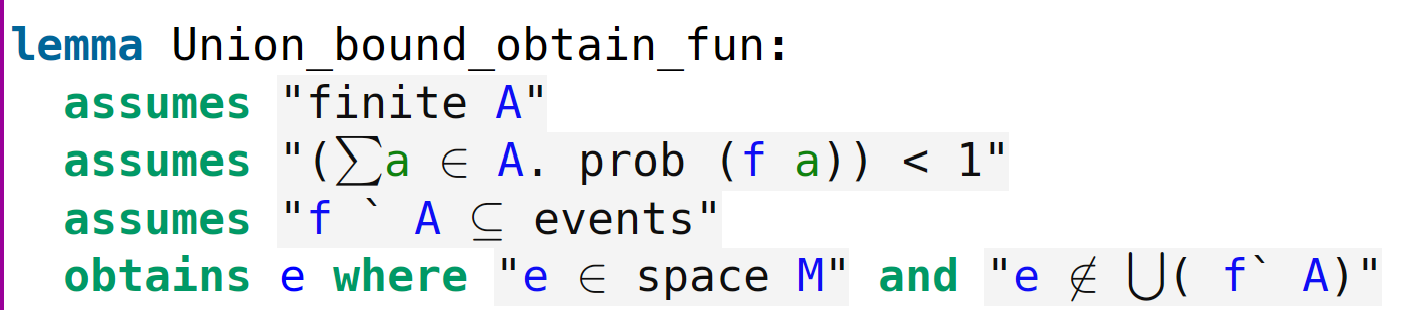 lemma Union_bound_obtain_fun:
assumes "finite A"
assumes "(∑a ∈ A. prob (f a)) < 1"
assumes "f ` A ⊆ events"
obtains e where "e ∈ space M" and "e ∉ ⋃( f` A)"